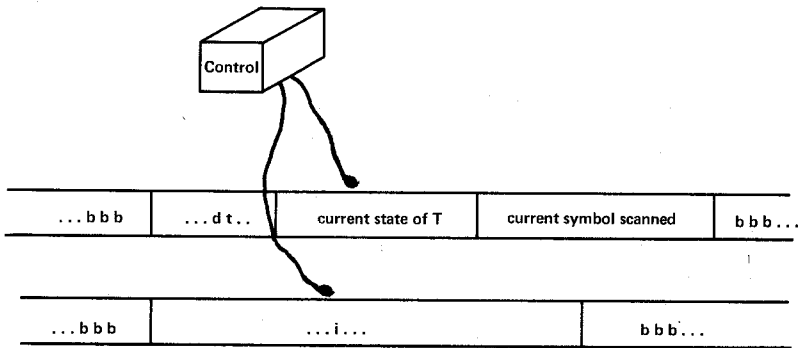 Control
...b b b ...d t.. current state of T current symbol scanned b b b...
...b b b ...i... b b b...